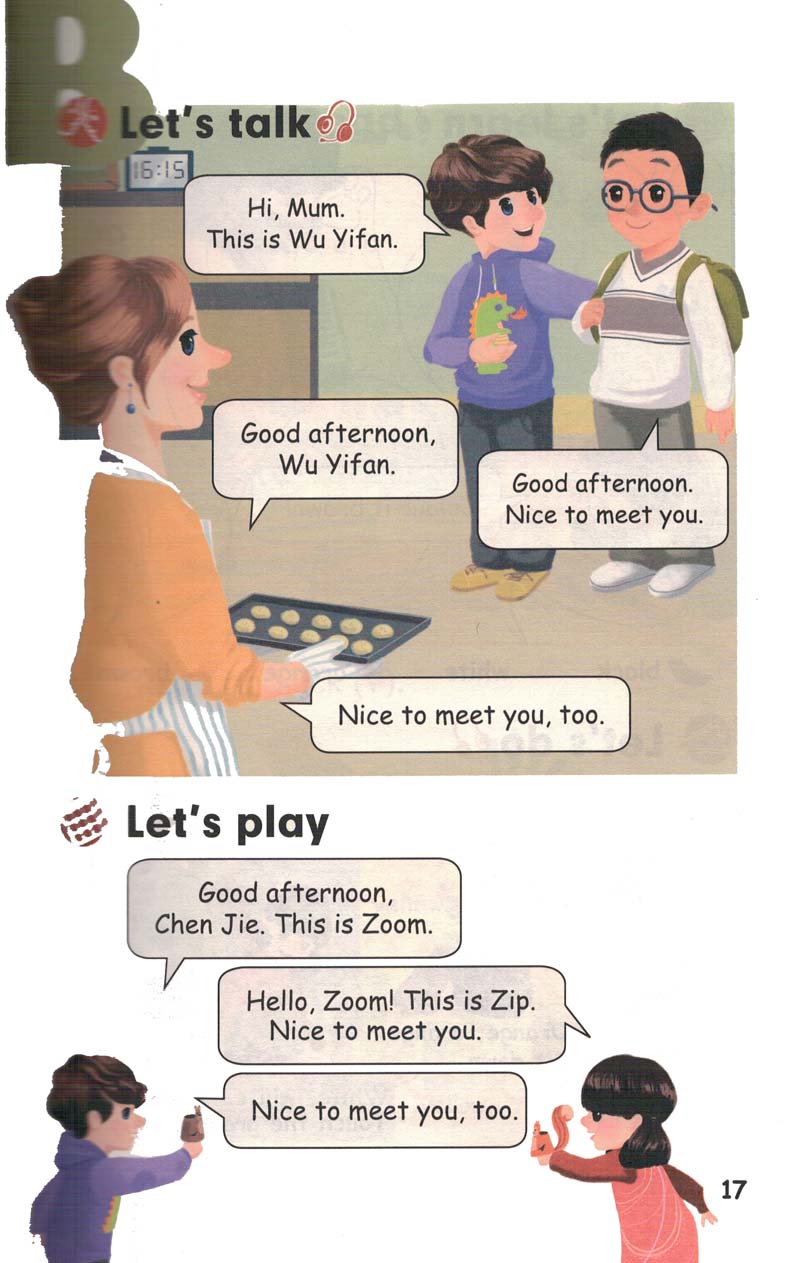 B
Let's talk
16:15
Hi, Mum.
This is Wu Yifan.
Good afternoon,
Wu Yifan.
Good afternoon.
Nice to meet you.
Nice to meet you, too.
Let's play
Good afternoon,
Chen Jie. This is Zoom.
Hello, Zoom! This is Zip.
Nice to meet you.
Nice to meet you, too.
17